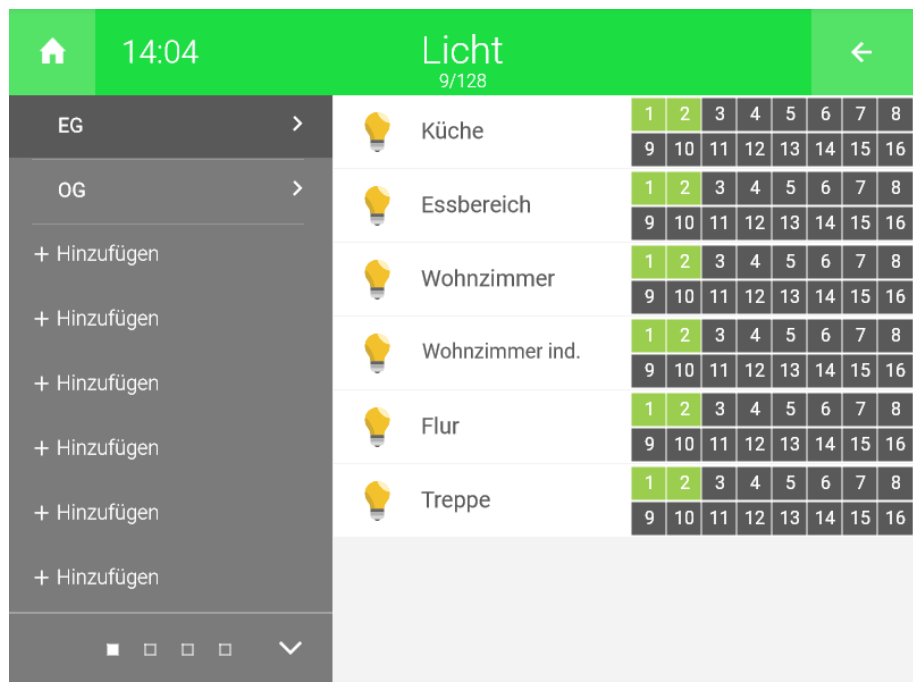 14:04
Licht
9/128
EG
OG
+ Hinzufügen
+ Hinzufügen
+ Hinzufügen
+ Hinzufügen
+ Hinzufügen
+ Hinzufügen
Küche
1 2 3 4 5 6 7 8
9 10 11 12 13 14 15 16
Essbereich
1 2 3 4 5 6 7 8
9 10 11 12 13 14 15 16
Wohnzimmer
1 2 3 4 5 6 7 8
9 10 11 12 13 14 15 16
Wohnzimmer ind.
1 2 3 4 5 6 7 8
9 10 11 12 13 14 15 16
Flur
1 2 3 4 5 6 7 8
9 10 11 12 13 14 15 16
Treppe
1 2 3 4 5 6 7 8
9 10 11 12 13 14 15 16